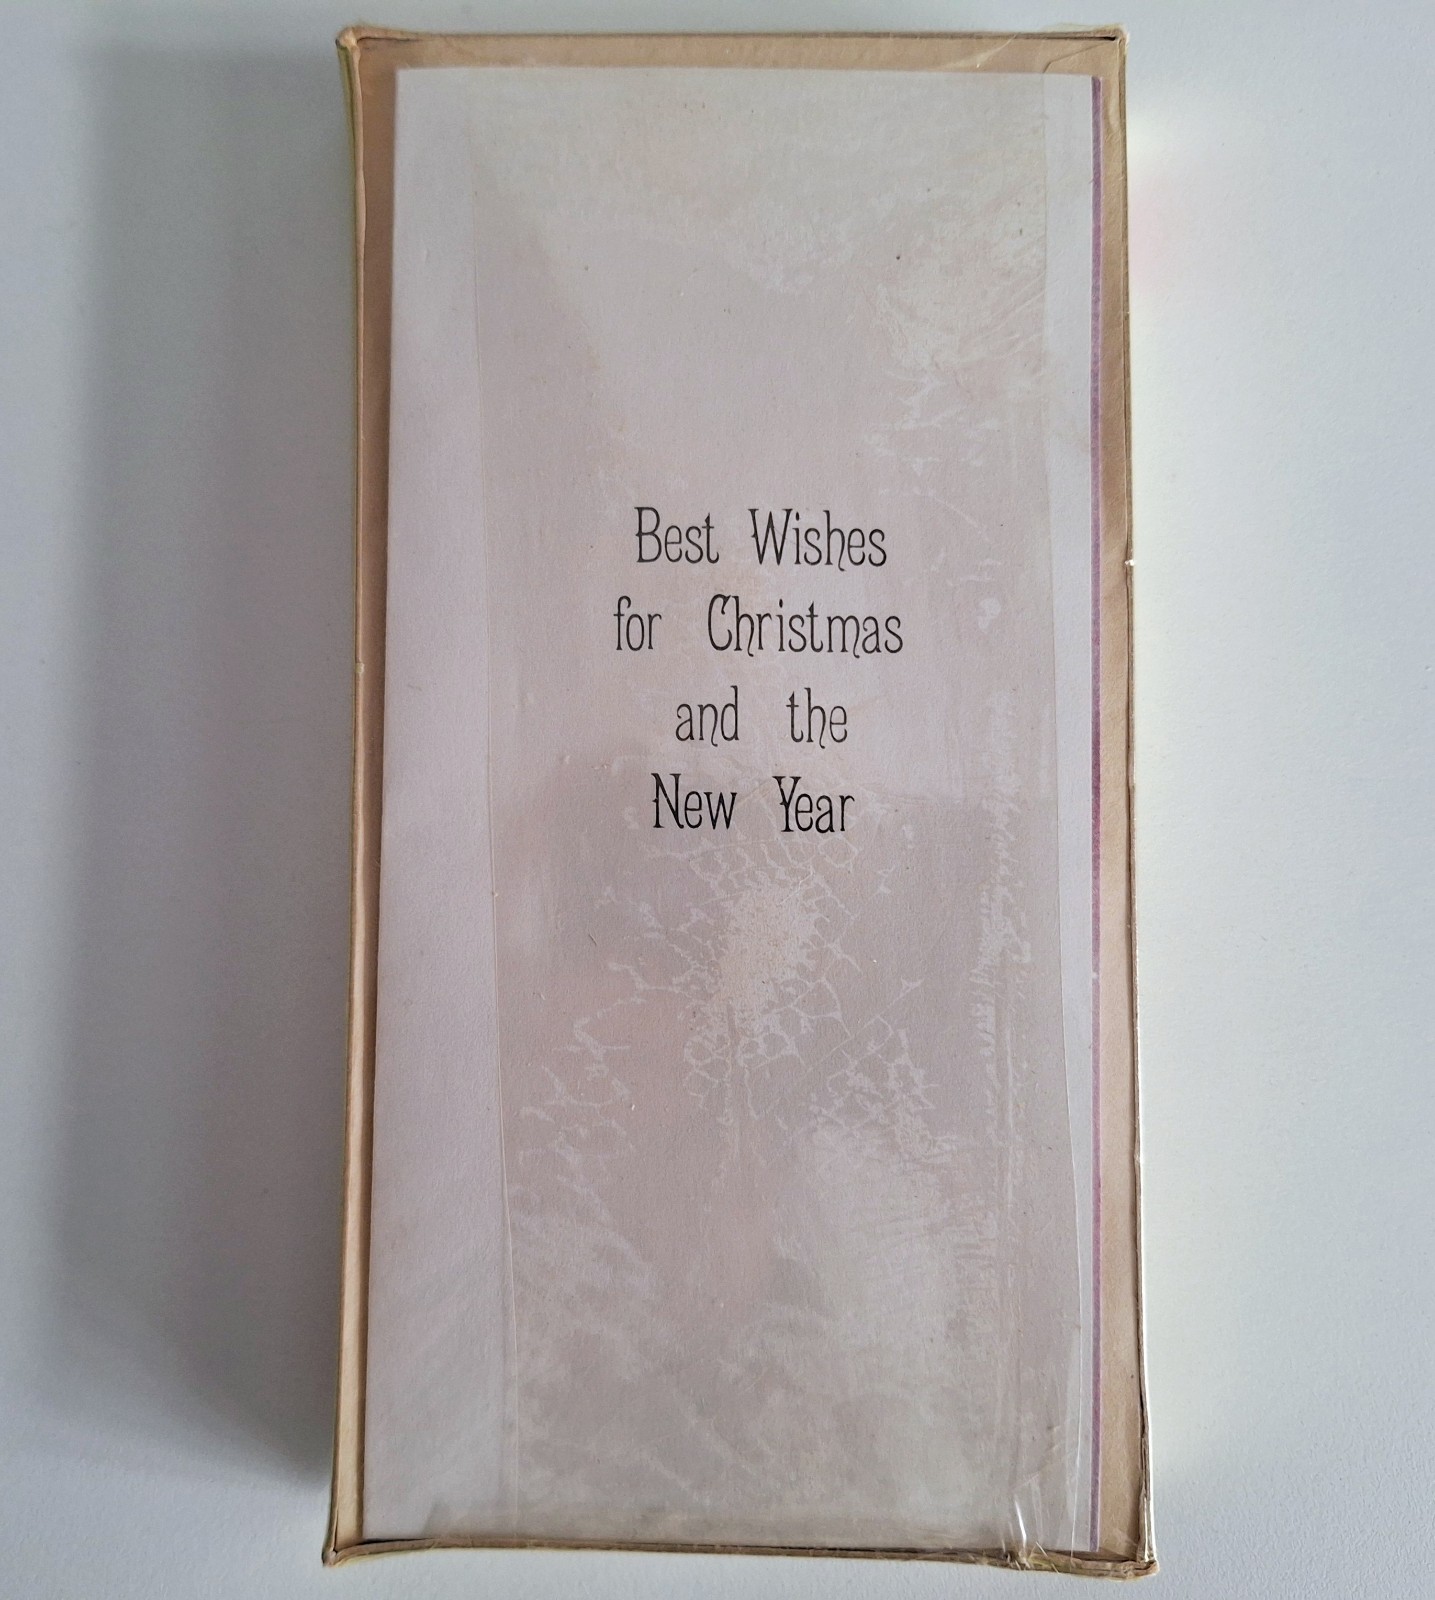 Best Wishes
for Christmas
and the
New Year